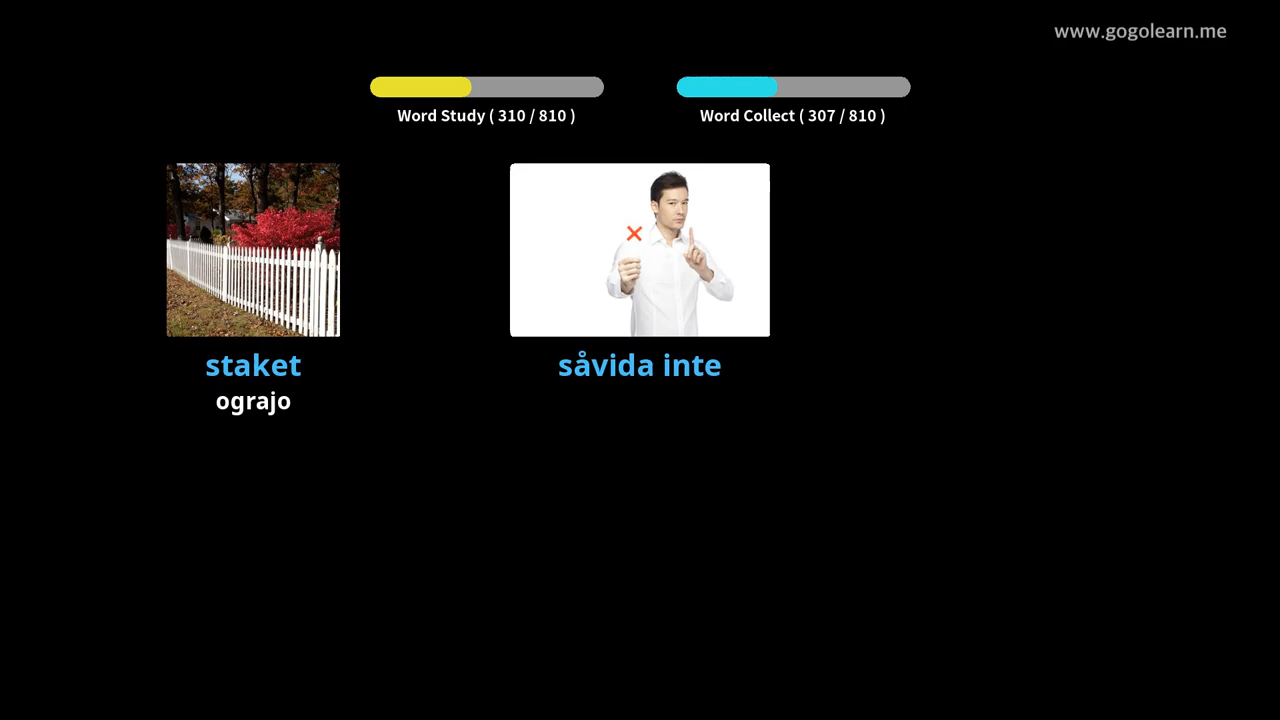 www.gogolearn.me
Word Study ( 310 / 810 )
Word Collect ( 307 / 810 )
staket
ograjo
såvida inte